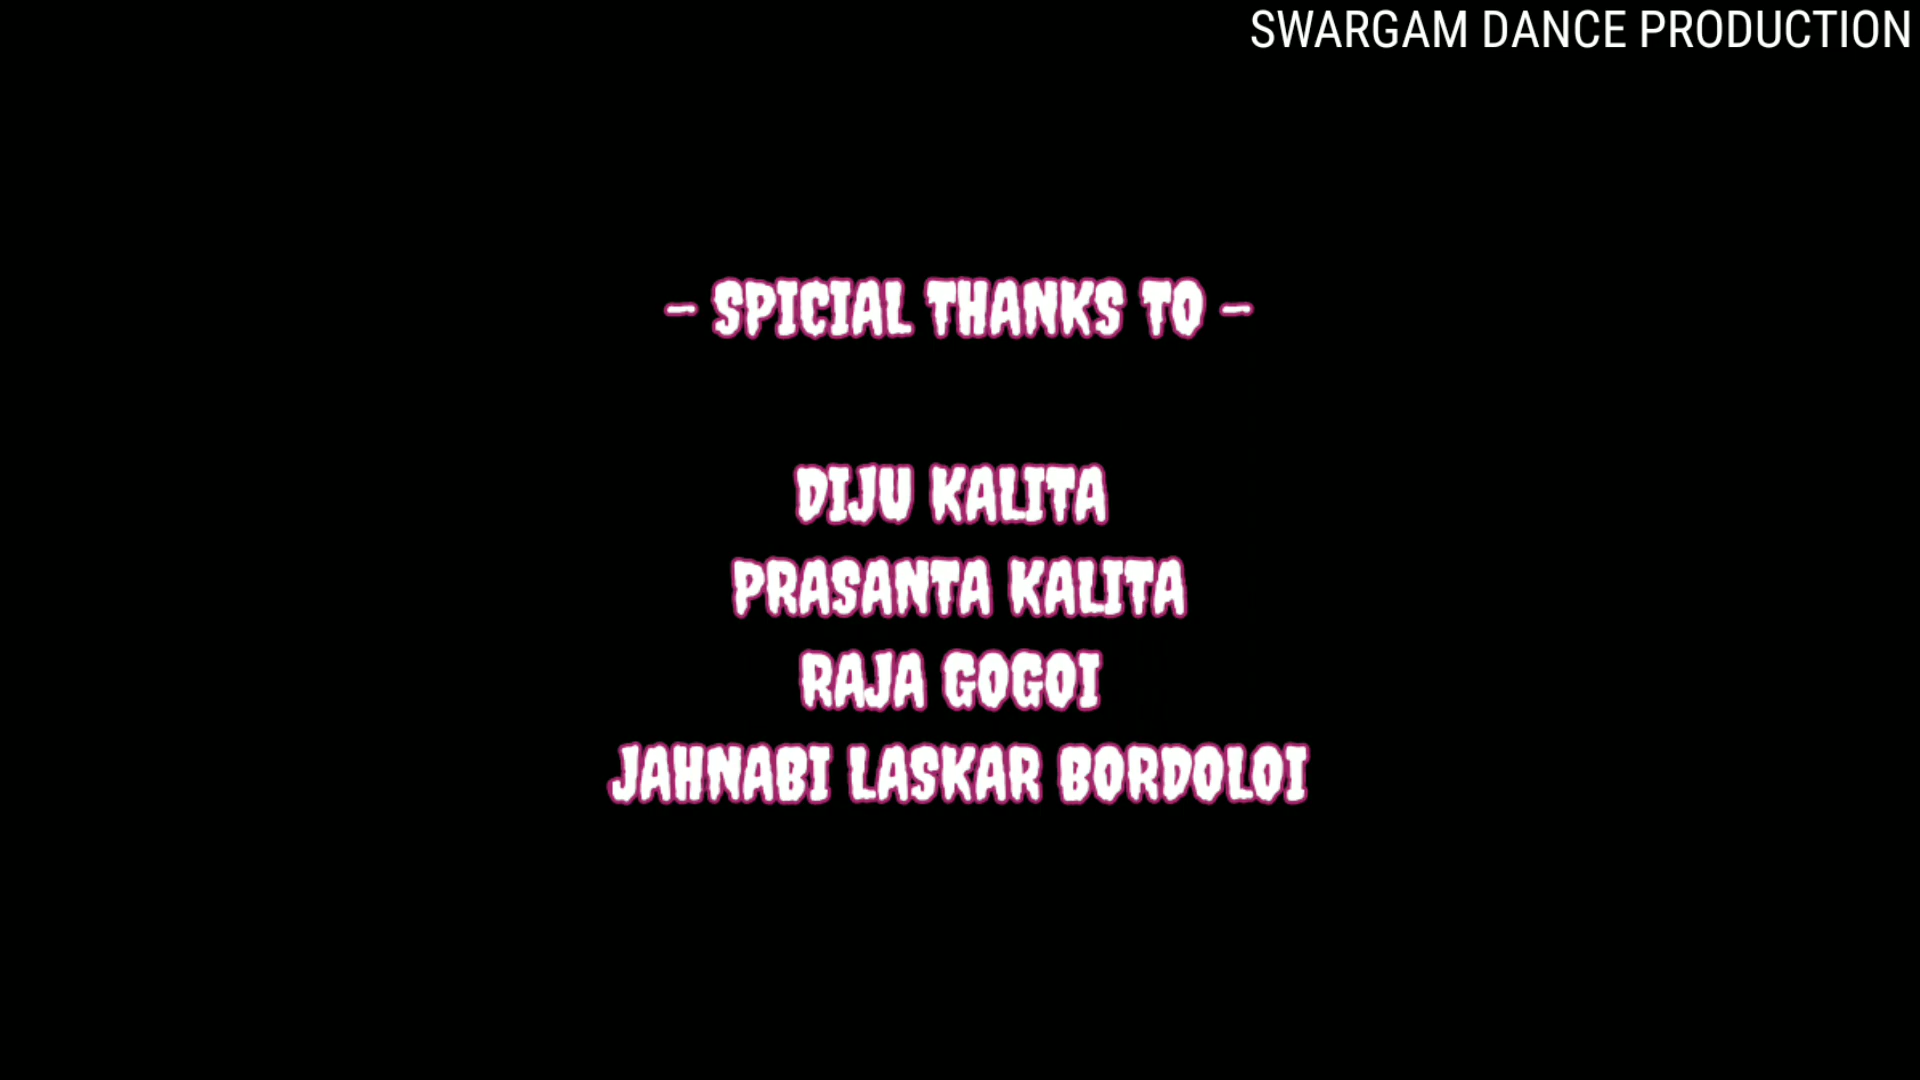 SWARGAM DANCE PRODUCTION
- SPICIAL THANKS TO -
DIJU KALITA
PRASANTA KALITA
RAJA GOGOI
JAHNABI LASKAR BORDOLOI